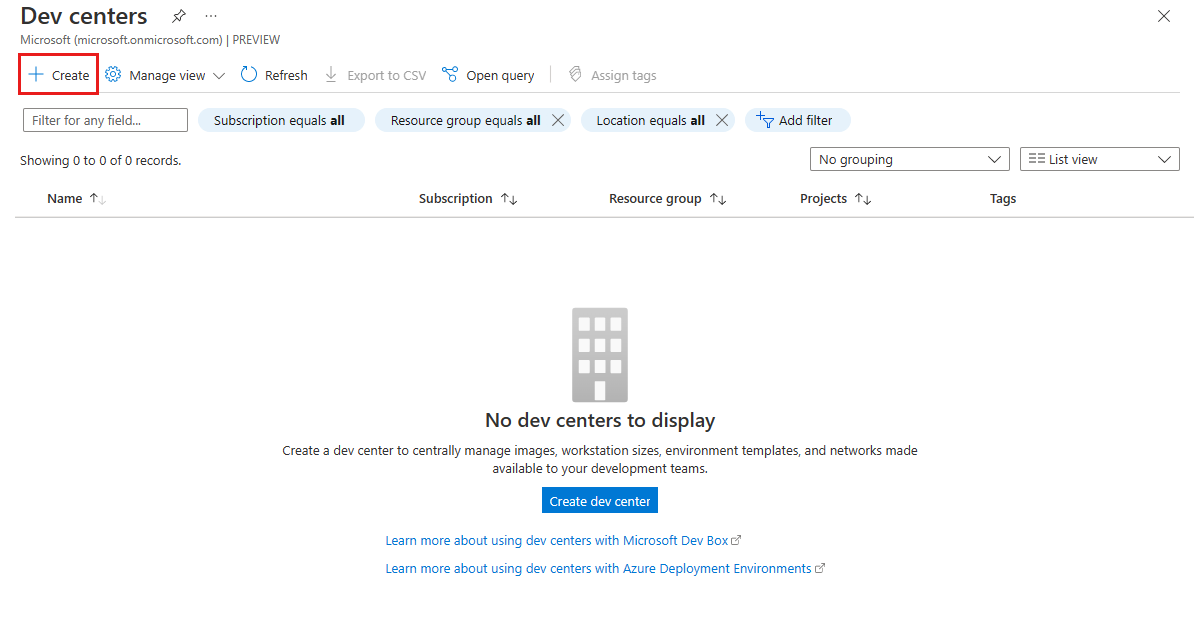 Dev centers ...
Microsoft (microsoft.onmicrosoft.com) | PREVIEW
Create Manage view Refresh Export to CSV Open query Assign tags
Filter for any field... Subscription equals all Resource group equals all Location equals all Add filter
Showing 0 to 0 of 0 records. No grouping List view
Name Subscription Resource group Projects Tags
No dev centers to display
Create a dev center to centrally manage images, workstation sizes, environment templates, and networks made
available to your development teams.
Create dev center
Learn more about using dev centers with Microsoft Dev Box
Learn more about using dev centers with Azure Deployment Environments